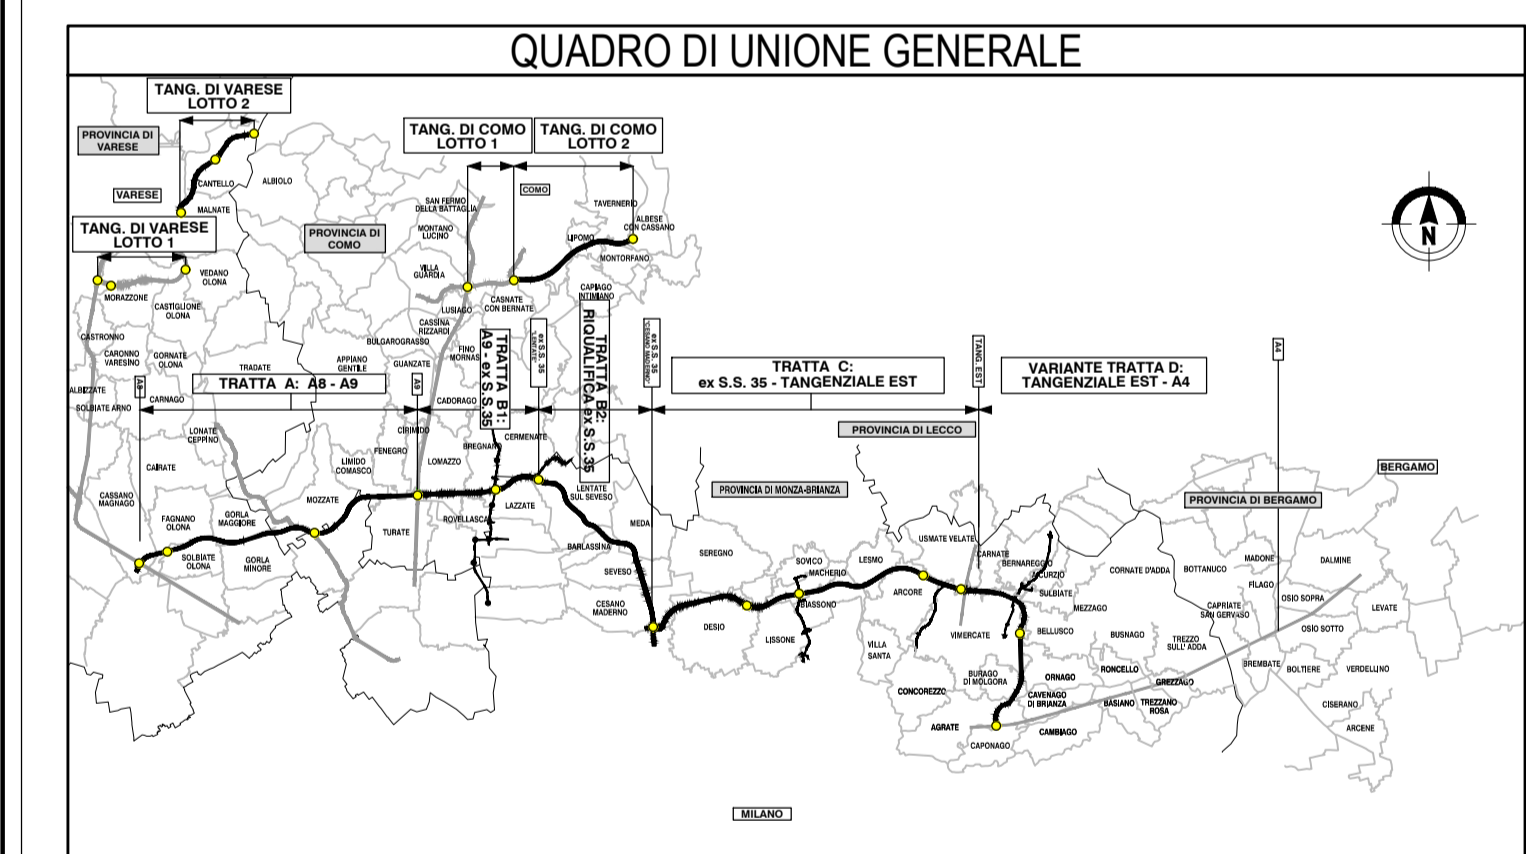 QUADRO DI UNIONE GENERALE
TANG. DI VARESE
LOTTO 2
PROVINCIA DI
VARESE
TANG. DI COMO
LOTTO 1
TANG. DI COMO
LOTTO 2
CANTELLO
ALBIOLO
VARESE
MALNATE
COMO
SAN FERMO
DELLA BATTAGLIA
TAVERNERIO
ALBESE
CON CASSANO
TANG. DI VARESE
LOTTO 1
PROVINCIA DI
COMO
MONTANO
LUCINO
LIPOMO
MONTORFANO
N
VEDANO
OLONA
VILLA
GUARDIA
MORAZZONE
CASTIGLIONE
OLONA
LUSIAGO
CASNATE
CON BERNATE
CAPIAGO
INTIMIANO
CASSINA
RIZZARDI
CASTRONNO
BULGAROGRASSO
CARONNO
VARESINO
GORNATE
OLONA
TRADATE
APPIANO
GENTILE
GUANZATE
FINO
MORNAS
TRATTA B1:
A9 - ex S.S.35
ex S.S. 35
"LENTATE"
TRATTA B2:
RIQUALIFICA ex S.S.35
ex S.S. 35
"CESANO MADERNO"
TRATTA C:
ex S.S. 35 - TANGENZIALE EST
TANG. EST
VARIANTE TRATTA D:
TANGENZIALE EST - A4
A4
ALBIZZATE
A8
TRATTA A: A8 - A9
A9
SOLBIATE ARNO
CARNAGO
CADORAGO
LONATE
CEPPINO
CIRIMIDO
CERMENATE
PROVINCIA DI LECCO
FENEGRO
BREGNANO
CAIRATE
LIMIDO
COMASCO
LOMAZZO
BERGAMO
CASSANO
MAGNAGO
MOZZATE
LENTATE
SUL SEVESO
PROVINCIA DI MONZA-BRIANZA
PROVINCIA DI BERGAMO
FAGNANO
OLONA
GORLA
MAGGIORE
ROVELLASCA
LAZZATE
MEDA
TURATE
USMATE VELATE
BARLASSINA
SEREGNO
SOLBIATE
OLONA
GORLA
MINORE
SEVESO
SOVICO
MACHERIO
LESMO
CARNATE
BERNAREGGIO
CORNATE D'ADDA
BOTTANUCO
MADONE
DALMINE
ARCORE
SULBIATE
FILAGO
OSIO SOPRA
CESANO
MADERNO
BIASSONO
MEZZAGO
CAPRIATE
SAN GERVASO
LEVATE
DESIO
LISSONE
VIMERCATE
BELLUSCO
BUSNAGO
TREZZO
SULL' ADDA
OSIO SOTTO
VILLA
SANTA
BURAGO
DI MOLGORA
ORNAGO
RONCELLO
BREMBATE
BOLTIERE
VERDELLINO
CONCOREZZO
GREZZAGO
CAVENAGO
DI BRIANZA
BASIANO
TREZZANO
ROSA
CISERANO
AGRATE
CAMBIAGO
ARCENE
CAPONAGO
MILANO